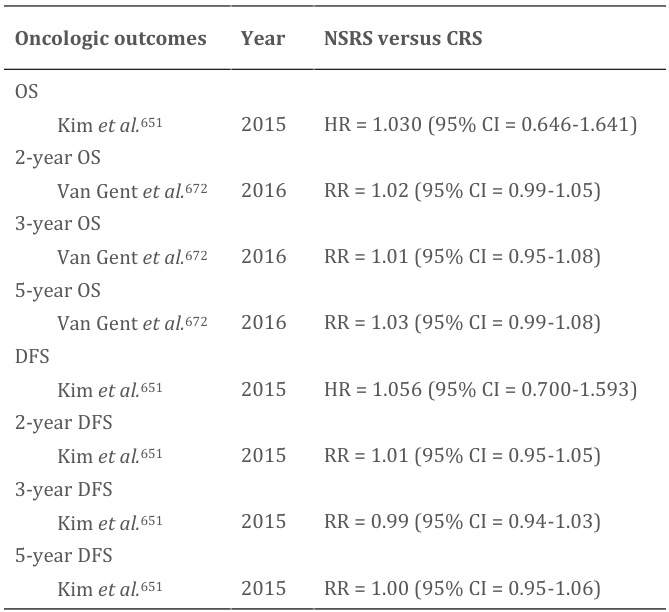 Oncologic outcomes Year NSRS versus CRS
OS
Kim et al.651 2015 HR = 1.030 (95% CI = 0.646-1.641)
2-year OS
Van Gent et al.672 2016 RR = 1.02 (95% CI = 0.99-1.05)
3-year OS
Van Gent et al.672 2016 RR = 1.01 (95% CI = 0.95-1.08)
5-year OS
Van Gent et al.672 2016 RR = 1.03 (95% CI = 0.99-1.08)
DFS
Kim et al.651 2015 HR = 1.056 (95% CI = 0.700-1.593)
2-year DFS
Kim et al.651 2015 RR = 1.01 (95% CI = 0.95-1.05)
3-year DFS
Kim et al.651 2015 RR = 0.99 (95% CI = 0.94-1.03)
5-year DFS
Kim et al.651 2015 RR = 1.00 (95% CI = 0.95-1.06)